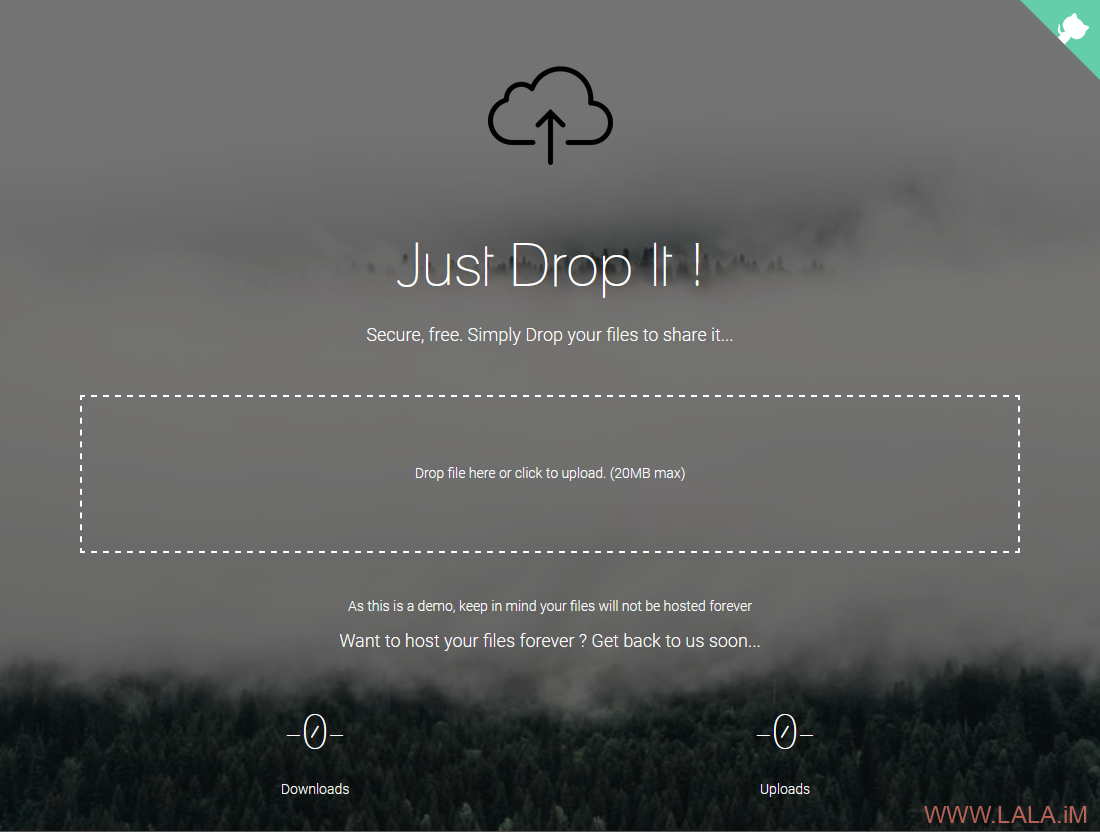 Just Drop It !
Secure, free. Simply Drop your files to share it...
Drop file here or click to upload. (20MB max)
As this is a demo, keep in mind your files will not be hosted forever
Want to host your files forever ? Get back to us soon...
–0– –0–
Downloads Uploads
WWW.LALA.iM